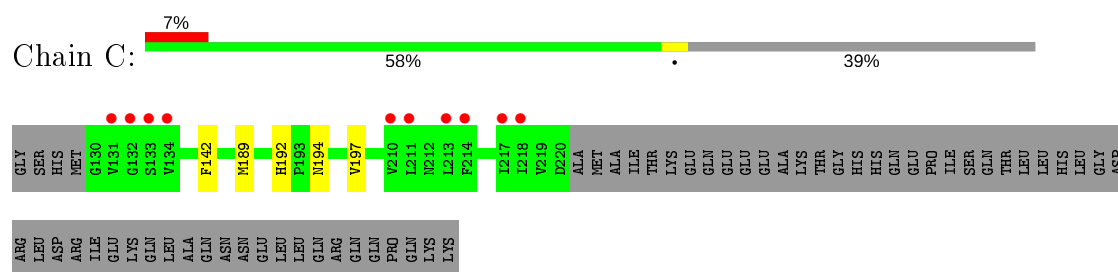 7%
Chain C:
58% • 39%
GLY SER HIS MET G130 V131 G132 S133 V134 F142 M189 H192 P193 N194 V197 V210 L211 N212 L213 F214 I217 I218 V219 D220 ALA MET ALA ILE THR LYS GLU GLN GLU GLU GLU ALA LYS THR GLY HIS HIS GLN GLU PRO ILE SER GLN THR LEU LEU HIS LEU GLY ASP
ARG LEU ASP ARG ILE GLU LYS GLN LEU ALA GLN ASN ASN GLU LEU LEU GLN ARG GLN GLN PRO GLN LYS LYS